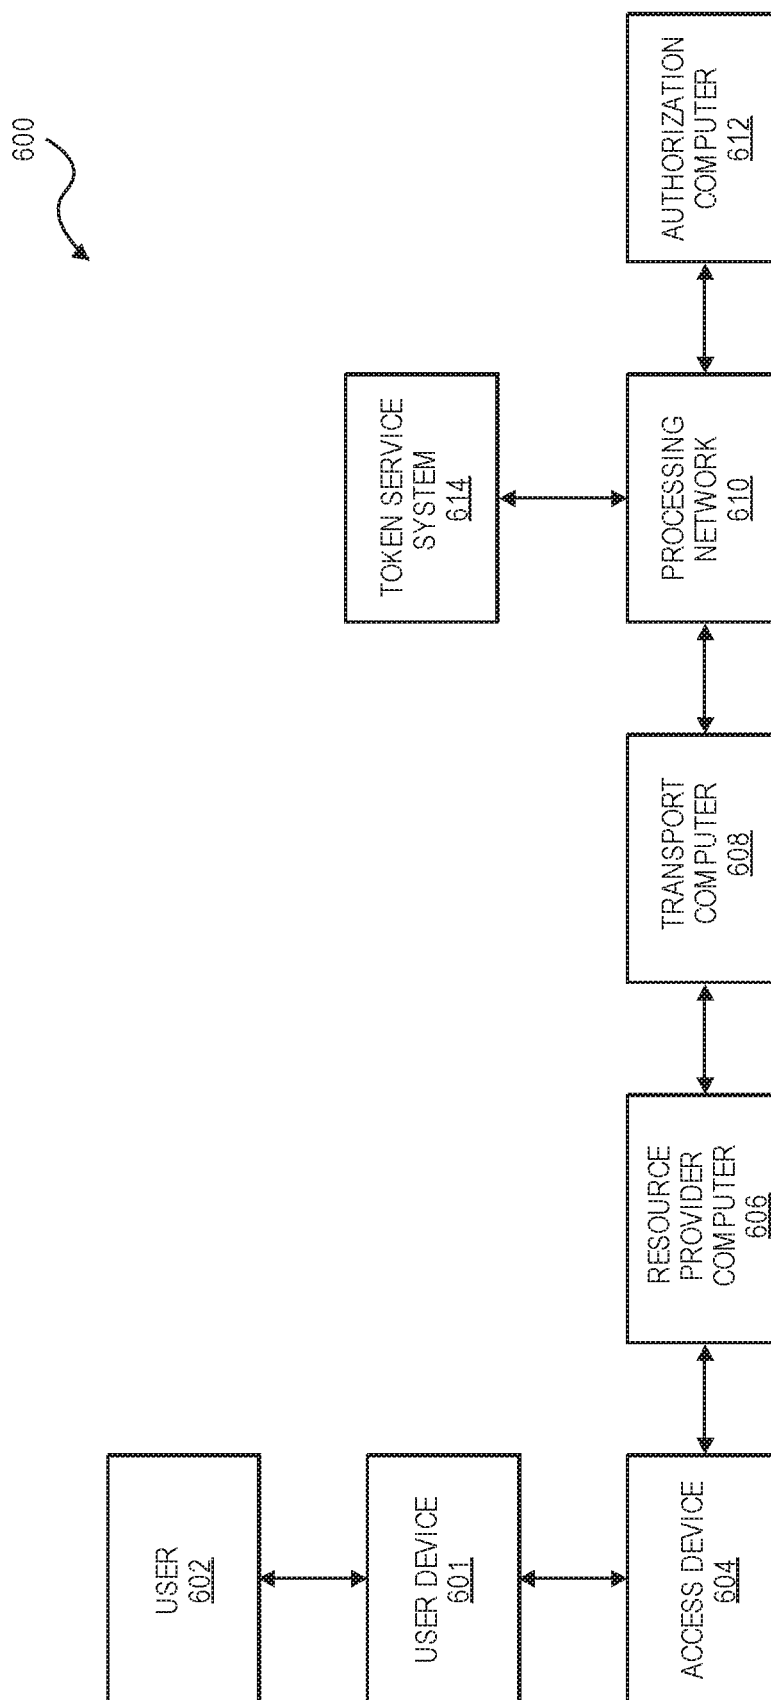 600
USER
602
USER DEVICE
601
TOKEN SERVICE
SYSTEM
614
ACCESS DEVICE
604
RESOURCE
PROVIDER
COMPUTER
606
TRANSPORT
COMPUTER
608
PROCESSING
NETWORK
610
AUTHORIZATION
COMPUTER
612